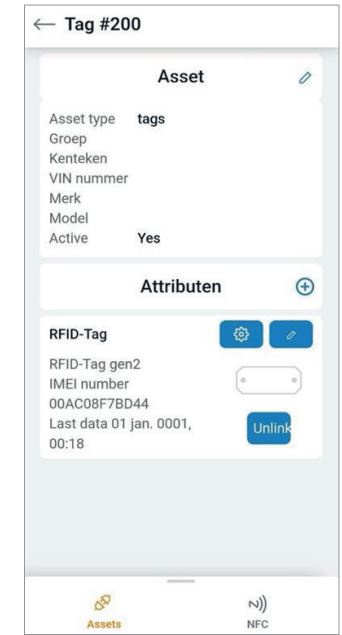 Tag #200
Asset
Asset type tags
Groep
Kenteken
VIN nummer
Merk
Model
Active Yes
Attributen
RFID-Tag
RFID-Tag gen2
IMEI number
00AC08F7BD44
Last data 01 jan. 0001,
00:18
Unlink
Assets
NFC